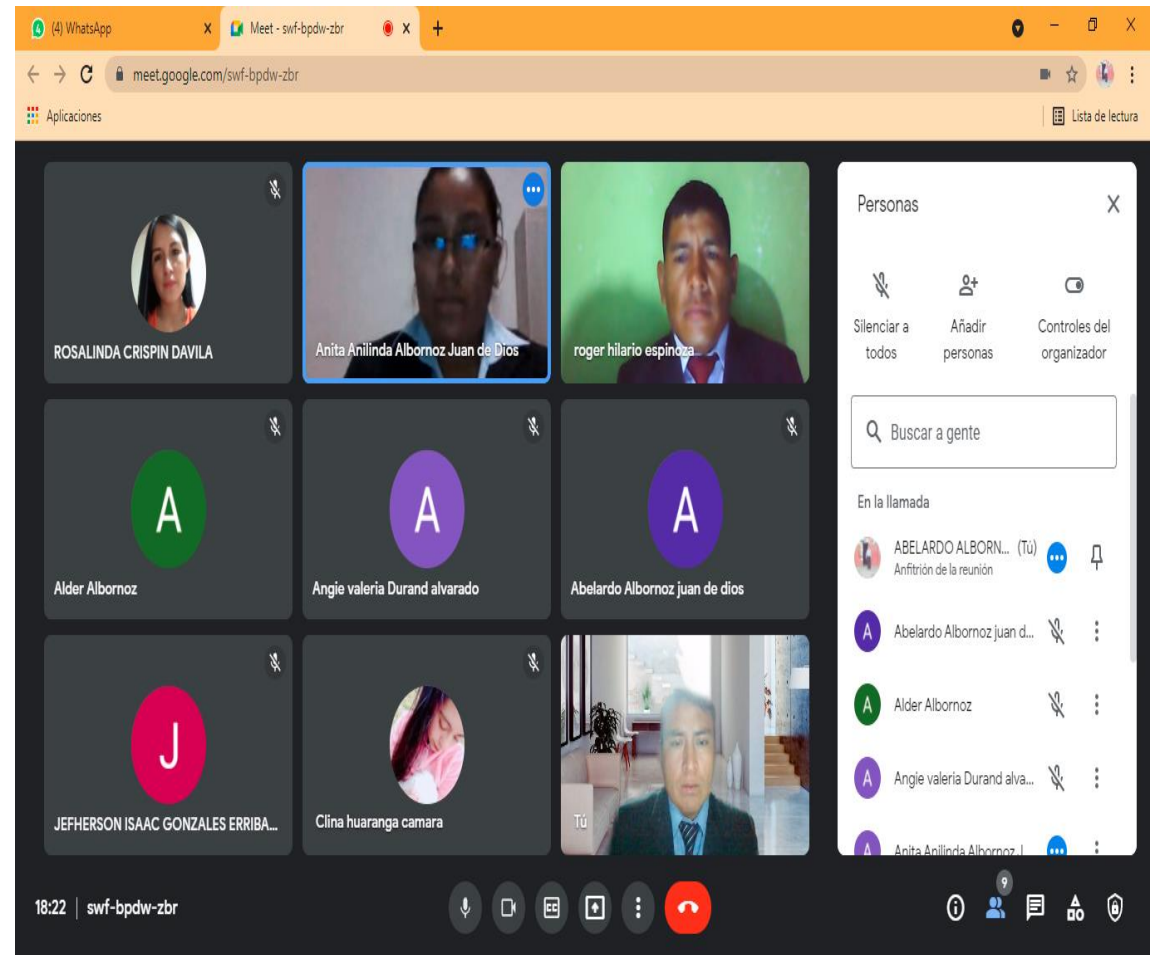 (4) WhatsApp
Meet - swf-bpdw-zbr
meet.google.com/swf-bpdw-zbr
Aplicaciones
Lista de lectura
ROSALINDA CRISPIN DAVILA
Anita Anilinda Albornoz Juan de Dios
roger hilario espinoza
A
Alder Albornoz
A
Angie valeria Durand alvarado
A
Abelardo Albornoz juan de dios
J
JEFHERSON ISAAC GONZALES ERRIBA...
Clina huaranga camara
Tú
Personas
Silenciar a
todos
Añadir
personas
Controles del
organizador
Buscar a gente
En la llamada
ABELARDO ALBORN... (Tú)
Anfitrión de la reunión
A Abelardo Albornoz juan d...
A Alder Albornoz
A Angie valeria Durand alva...
A Anita Anilinda Albornoz J
18:22 | swf-bpdw-zbr
CC
9